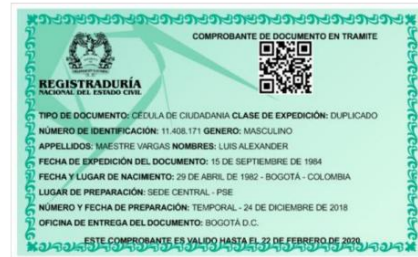 COMPROBANTE DE DOCUMENTO EN TRAMITE
REGISTRADURÍA
NACIONAL DEL ESTADO CIVIL
TIPO DE DOCUMENTO: CÉDULA DE CIUDADANIA CLASE DE EXPEDICIÓN: DUPLICADO
NÚMERO DE IDENTIFICACIÓN: 11.408.171 GENERO: MASCULINO
APPELLIDOS: MAESTRE VARGAS NOMBRES: LUIS ALEXANDER
FECHA DE EXPEDICIÓN DEL DOCUMENTO: 15 DE SEPTIEMBRE DE 1984
FECHA Y LUGAR DE NACIMIENTO: 29 DE ABRIL DE 1982 - BOGOTÁ - COLOMBIA
LUGAR DE PREPARACIÓN: SEDE CENTRAL - PSE
NÚMERO Y FECHA DE PREPARACIÓN: TEMPORAL - 24 DE DICIEMBRE DE 2018
OFICINA DE ENTREGA DEL DOCUMENTO: BOGOTÁ D.C.
ESTE COMPROBANTE ES VALIDO HASTA EL 22 DE FEBRERO DE 2020